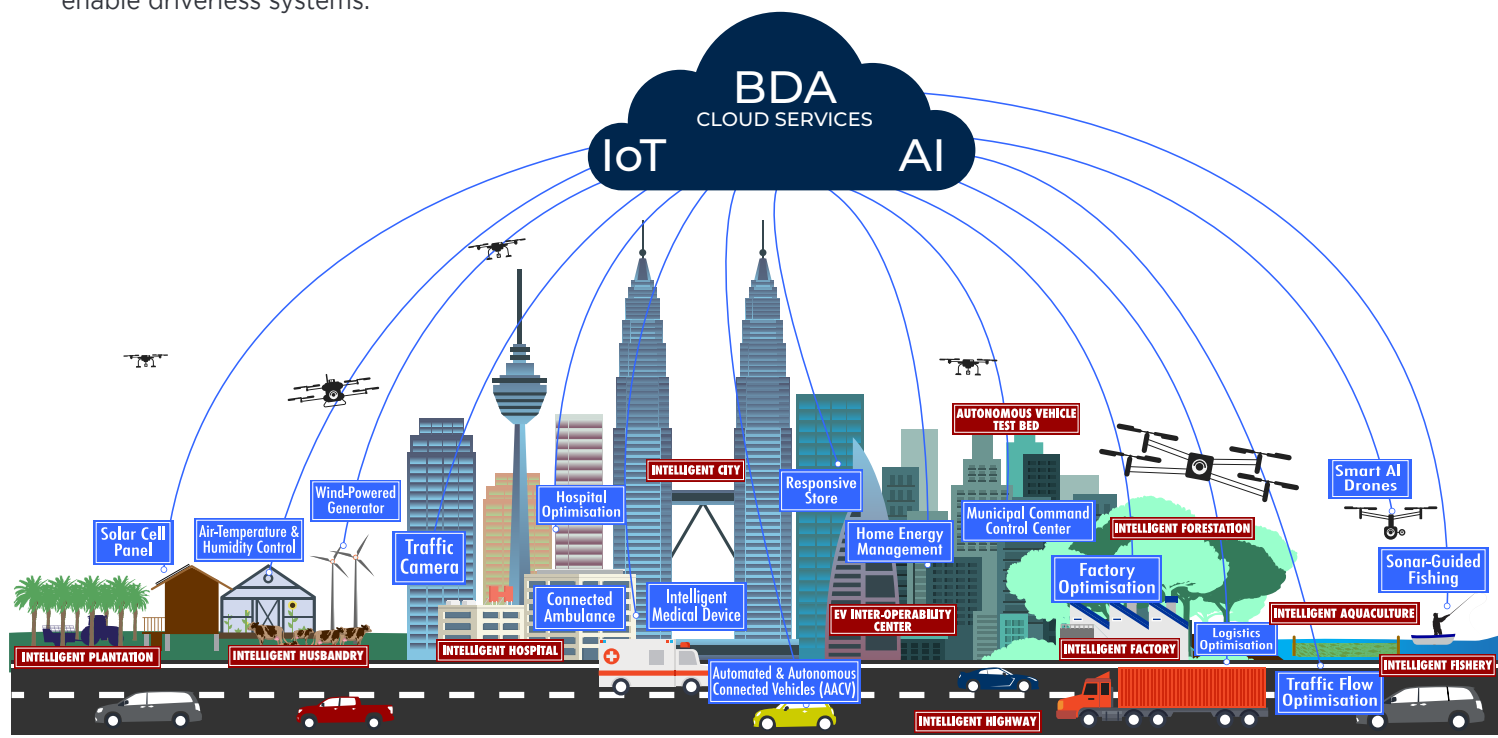 enable driverless systems.
BDA
CLOUD SERVICES
IoT
AI
AUTONOMOUS VEHICLE
TEST BED
INTELLIGENT CITY
Responsive
Store
Smart AI
Drones
Wind-Powered
Generator
Hospital
Optimisation
Municipal Command
Control Center
INTELLIGENT FORESTATION
Solar Cell
Panel
Air-Temperature &
Humidity Control
Traffic
Camera
Home Energy
Management
Sonar-Guided
Fishing
Factory
Optimisation
H
Connected
Ambulance
Intelligent
Medical Device
EV INTER-OPERABILITY
CENTER
INTELLIGENT AQUACULTURE
Logistics
Optimisation
INTELLIGENT PLANTATION
INTELLIGENT HUSBANDRY
INTELLIGENT HOSPITAL
INTELLIGENT FACTORY
INTELLIGENT FISHERY
Automated & Autonomous
Connected Vehicles (AACV)
Traffic Flow
Optimisation
INTELLIGENT HIGHWAY